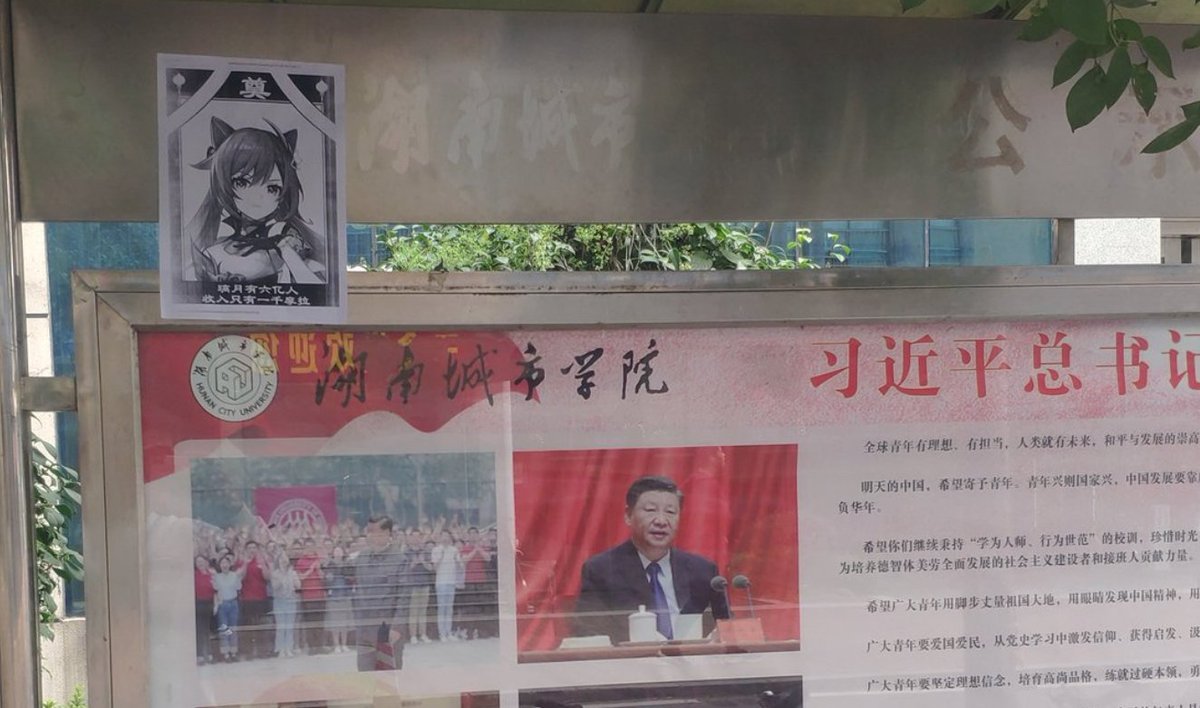 奠
璃月有六亿人
收入只有一千摩拉
湖南城市
公
湖南城市学院
HUNAN CITY UNIVERSITY
湖南城市学院
习近平总书记
全球青年有理想、有担当,人类就有未来,和平与发展的崇高
明天的中国,希望寄予青年。青年兴则国家兴,中国发展要靠
负华年。
希望你们继续秉持“学为人师、行为世范”的校训,珍惜时光
为培养德智体美劳全面发展的社会主义建设者和接班人贡献力量。
希望广大青年用脚步丈量祖国大地,用眼睛发现中国精神,用
广大青年要爱国爱民,从党史学习中激发信仰、获得启发、汲
广大青年要坚定理想信念,培育高尚品格,练就过硬本领,勇